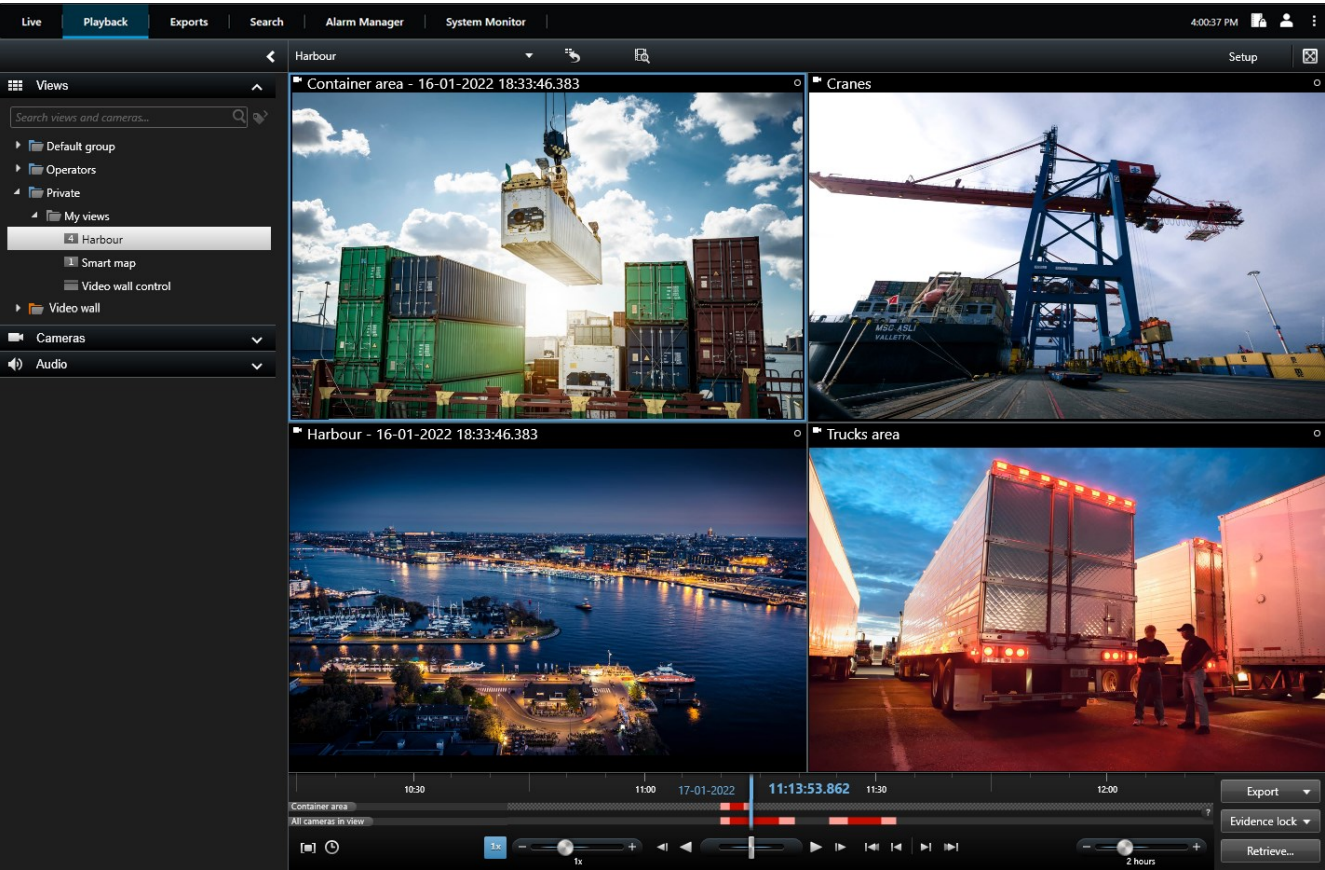 Live Playback Exports Search Alarm Manager System Monitor 4:00:37 PM
Harbour Setup
Views
Search views and cameras...
Default group
Operators
Private
My views
4 Harbour
1 Smart map
Video wall control
Video wall
Cameras
Audio
Container area - 16-01-2022 18:33:46.383
Cranes
MSC ASLI
VALLETTA
Harbour - 16-01-2022 18:33:46.383
Trucks area
10:30 11:00 17-01-2022 11:13:53.862 11:30 12:00
Container area ?
All cameras in view
1x
1x
2 hours
Export
Evidence lock
Retrieve...